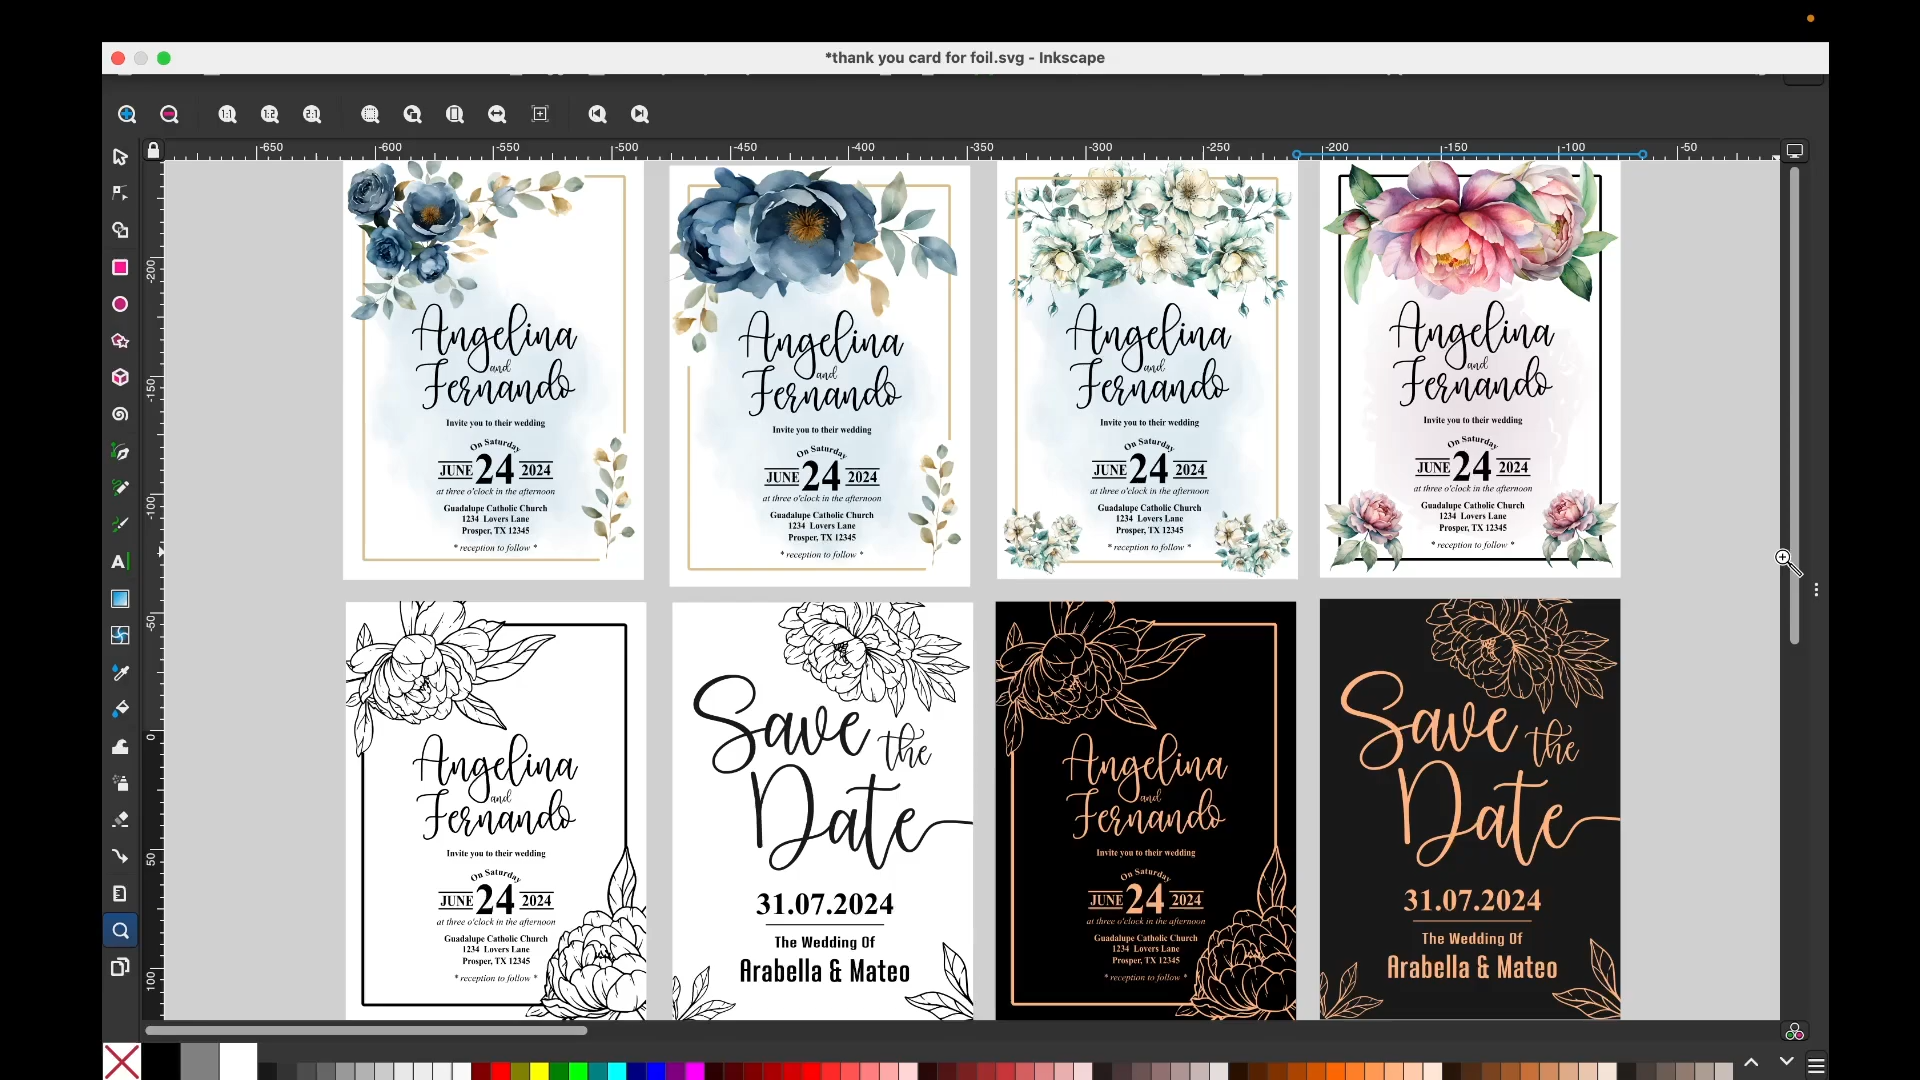 *thank you card for foil.svg - Inkscape
1:1
1:2
2:1
-650
-600
-550
-500
-450
-400
-350
-300
-250
-200
-150
-100
-50
-200
-150
-100
-50
0
50
100
A
Angelina
and
Fernando
Invite you to their wedding
On Saturday
JUNE 24 2024
at three o'clock in the afternoon
Guadalupe Catholic Church
1234 Lovers Lane
Prosper, TX 12345
* reception to follow *
Angelina
and
Fernando
Invite you to their wedding
On Saturday
JUNE 24 2024
at three o'clock in the afternoon
Guadalupe Catholic Church
1234 Lovers Lane
Prosper, TX 12345
* reception to follow *
Angelina
and
Fernando
Invite you to their wedding
On Saturday
JUNE 24 2024
at three o'clock in the afternoon
Guadalupe Catholic Church
1234 Lovers Lane
Prosper, TX 12345
* reception to follow *
Angelina
and
Fernando
Invite you to their wedding
On Saturday
JUNE 24 2024
at three o'clock in the afternoon
Guadalupe Catholic Church
1234 Lovers Lane
Prosper, TX 12345
* reception to follow *
Angelina
and
Fernando
Invite you to their wedding
On Saturday
JUNE 24 2024
at three o'clock in the afternoon
Guadalupe Catholic Church
1234 Lovers Lane
Prosper, TX 12345
* reception to follow *
Save the
Date
31.07.2024
The Wedding Of
Arabella & Mateo
Angelina
and
Fernando
Invite you to their wedding
On Saturday
JUNE 24 2024
at three o'clock in the afternoon
Guadalupe Catholic Church
1234 Lovers Lane
Prosper, TX 12345
* reception to follow *
Save the
Date
31.07.2024
The Wedding Of
Arabella & Mateo